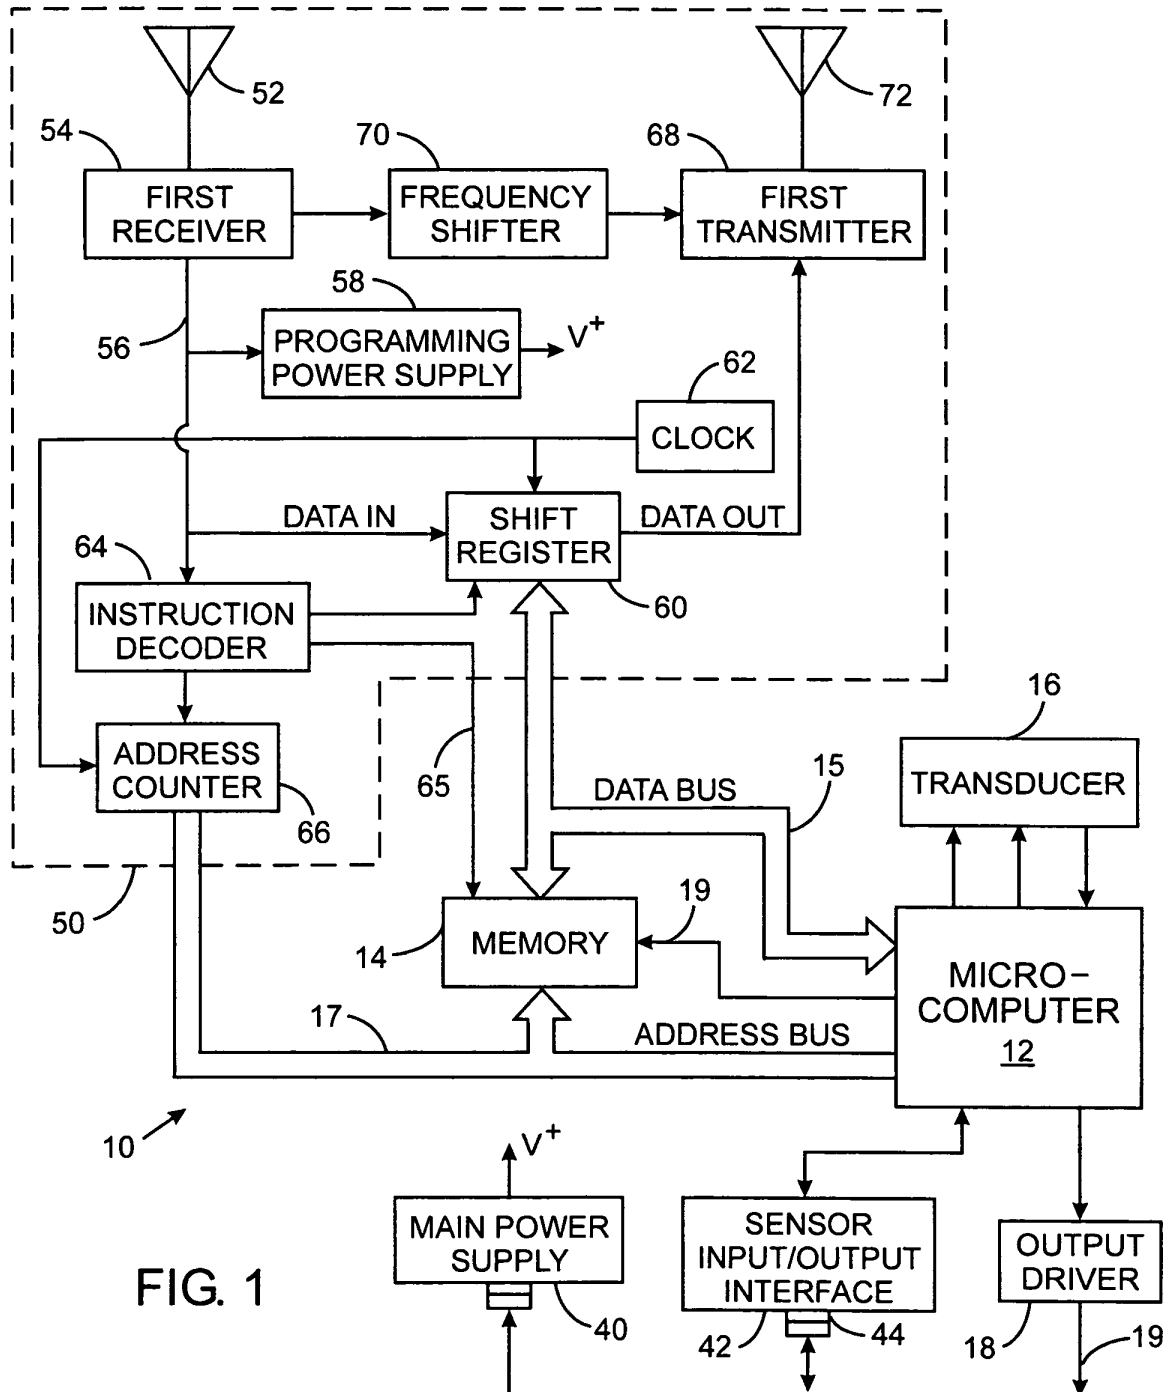 52
72
54
70
68
FIRST
RECEIVER
FREQUENCY
SHIFTER
FIRST
TRANSMITTER
58
56
PROGRAMMING
POWER SUPPLY
V+
62
CLOCK
DATA IN
SHIFT
REGISTER
DATA OUT
64
60
INSTRUCTION
DECODER
16
ADDRESS
COUNTER
66
65
DATA BUS
15
TRANSDUCER
50
14
MEMORY
19
MICRO-
COMPUTER
12
17
ADDRESS BUS
10
V+
MAIN POWER
SUPPLY
SENSOR
INPUT/OUTPUT
INTERFACE
OUTPUT
DRIVER
FIG. 1
40
42
44
18
19